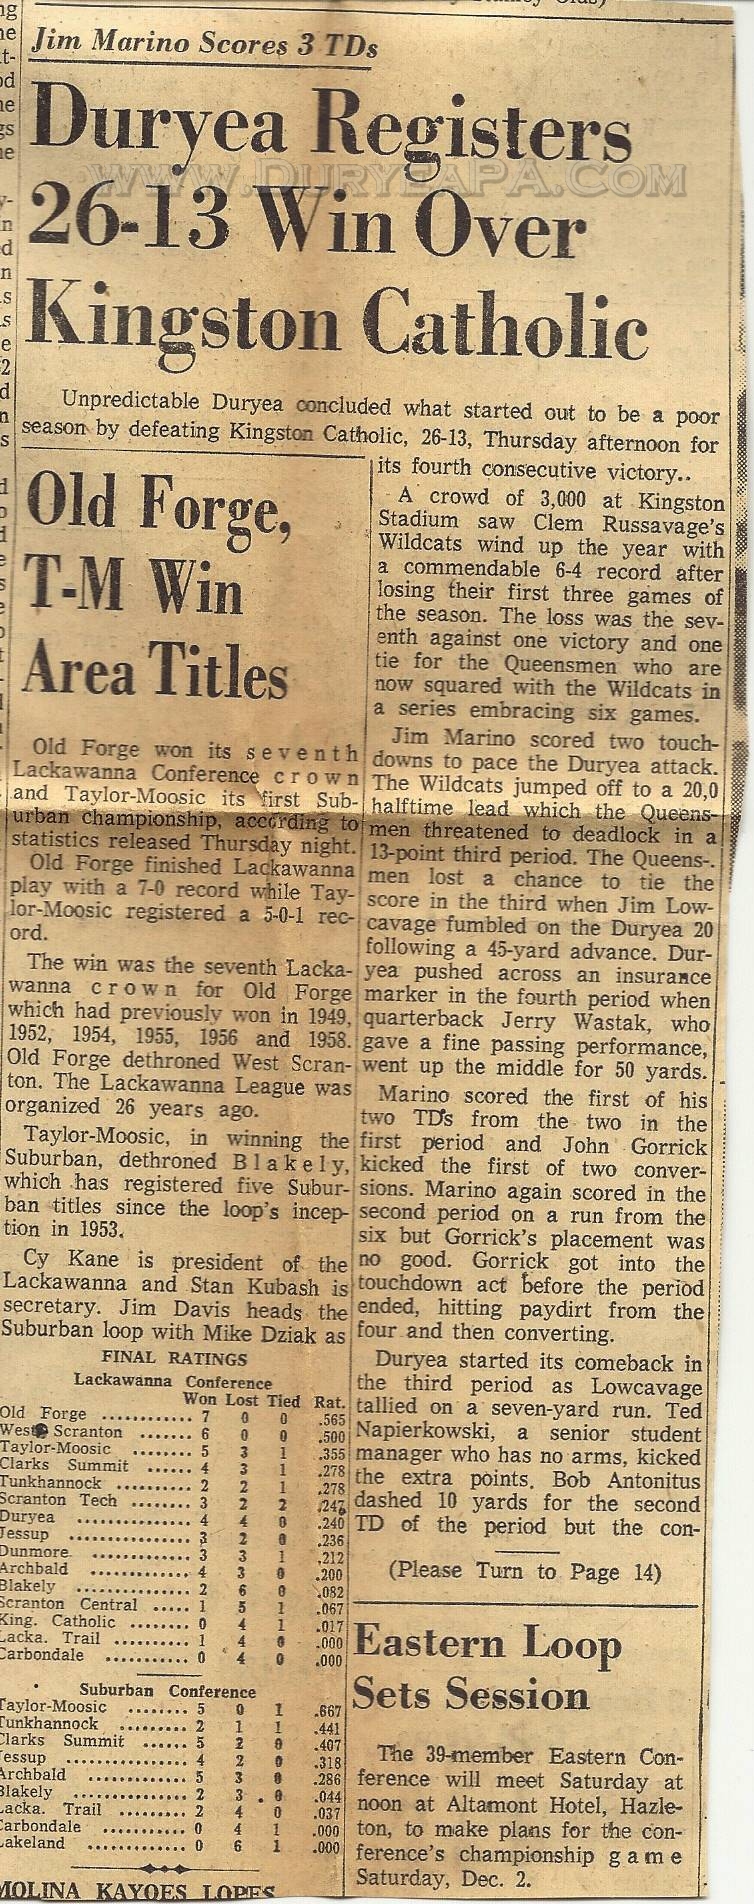 Jim Marino Scores 3 TDs
Duryea Registers
26-13 Win Over
Kingston Catholic
www.DuryeaPA.com
Unpredictable Duryea concluded what started out to be a poor
season by defeating Kingston Catholic, 26-13, Thursday afternoon for
its fourth consecutive victory..
A crowd of 3,000 at Kingston
Stadium saw Clem Russavage's
Wildcats wind up the year with
a commendable 6-4 record after
losing their first three games of
the season. The loss was the sev-
enth against one victory and one
tie for the Queensmen who are
now squared with the Wildcats in
a series embracing six games.
Jim Marino scored two touch-
downs to pace the Duryea attack.
The Wildcats jumped off to a 20,0
halftime lead which the Queens-
men threatened to deadlock in a
13-point third period. The Queens-.
men lost a chance to tie the
score in the third when Jim Low-
cavage fumbled on the Duryea 20
following a 45-yard advance. Dur-
yea pushed across an insurance
marker in the fourth period when
quarterback Jerry Wastak, who
gave a fine passing performance,
went up the middle for 50 yards.
Marino scored the first of his
two TDs from the two in the
first period and John Gorrick
kicked the first of two conver-
sions. Marino again scored in the
second period on a run from the
six but Gorrick's placement was
no good. Gorrick got into the
touchdown act before the period
ended, hitting paydirt from the
four and then converting.
Duryea started its comeback in
the third period as Lowcavage
tallied on a seven-yard run. Ted
Napierkowski, a senior student
manager who has no arms, kicked
the extra points. Bob Antonitus
dashed 10 yards for the second
TD of the period but the con-
(Please Turn to Page 14)
Old Forge,
T-M Win
Area Titles
Old Forge won its seventh
Lackawanna Conference crown
and Taylor-Moosic its first Sub-
urban championship, according to
statistics released Thursday night.
Old Forge finished Lackawanna
play with a 7-0 record while Tay-
lor-Moosic registered a 5-0-1 rec-
ord.
The win was the seventh Lacka-
wanna crown for Old Forge
which had previously won in 1949,
1952, 1954, 1955, 1956 and 1958.
Old Forge dethroned West Scran-
ton. The Lackawanna League was
organized 26 years ago.
Taylor-Moosic, in winning the
Suburban, dethroned Blakely,
which has registered five Subur-
ban titles since the loop's incep-
tion in 1953.
Cy Kane is president of the
Lackawanna and Stan Kubash is
secretary. Jim Davis heads the
Suburban loop with Mike Dziak as
FINAL RATINGS
Lackawanna Conference
Won Lost Tied Rat.
Old Forge ............ 7 0 0 .565
West Scranton ....... 6 0 0 .500
Taylor-Moosic ........ 5 3 1 .355
Clarks Summit ...... 4 3 1 .278
Tunkhannock .......... 2 2 1 .278
Scranton Tech ........ 3 2 2 .247
Duryea ............... 4 4 0 .240
Jessup ................ 3 2 0 .236
Dunmore ............. 3 3 1 .212
Archbald ............. 4 3 0 .200
Blakely ............... 2 6 0 .082
Scranton Central ..... 1 5 1 .067
King. Catholic ........ 0 4 1 .017
Lacka. Trail .......... 1 4 0 .000
Carbondale ........... 0 4 0 .000
Suburban Conference
Taylor-Moosic ........ 5 0 1 .667
Tunkhannock ......... 2 1 1 .441
Clarks Summit ...... 5 2 0 .407
Jessup ................ 4 2 0 .318
Archbald ............. 5 3 0 .286
Blakely .............. 2 3 0 .044
Lacka. Trail ......... 2 4 0 .037
Carbondale ........... 0 4 1 .000
Lakeland ............. 0 6 1 .000
MOLINA KAYOES LOPES
Eastern Loop
Sets Session
The 39-member Eastern Con-
ference will meet Saturday at
noon at Altamont Hotel, Hazle-
ton, to make plans for the con-
ference's championship game
Saturday, Dec. 2.